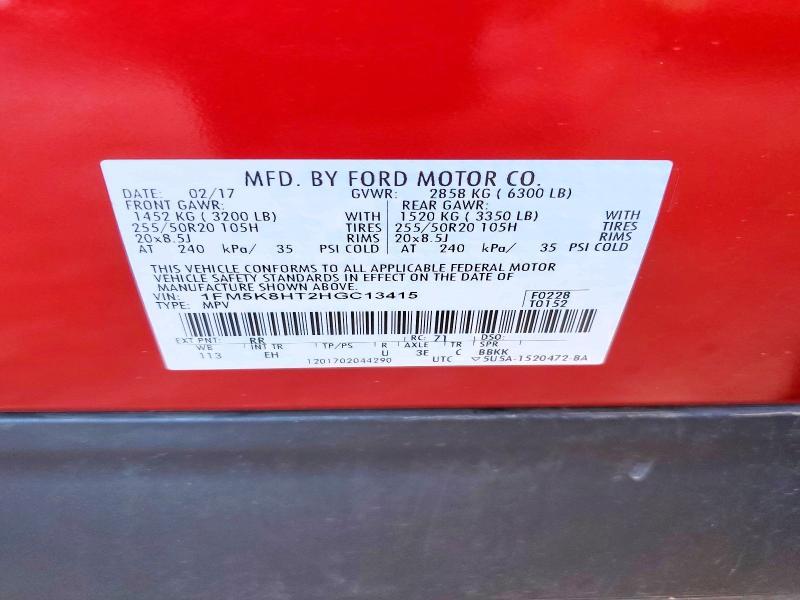 MFD. BY FORD MOTOR CO.
DATE: 02/17 GVWR: 2858 KG ( 6300 LB)
FRONT GAWR: REAR GAWR:
1452 KG ( 3200 LB) WITH 1520 KG ( 3350 LB) WITH
255/50R20 105H TIRES 255/50R20 105H TIRES
20x8.5J RIMS 20x8.5J RIMS
AT 240 kPa/ 35 PSI COLD AT 240 kPa/ 35 PSI COLD
THIS VEHICLE CONFORMS TO ALL APPLICABLE FEDERAL MOTOR
VEHICLE SAFETY STANDARDS IN EFFECT ON THE DATE OF
MANUFACTURE SHOWN ABOVE.
VIN: 1FM5K8HT2HGC13415 F0228
TYPE: MPV T0152
EXT PNT: RR RC: 71 DSO:
WB INT TR TP/PS R AXLE TR SPR
113 EH U 3E C BBKK
1201702044290 UTC ▽5U5A-1520472-BA